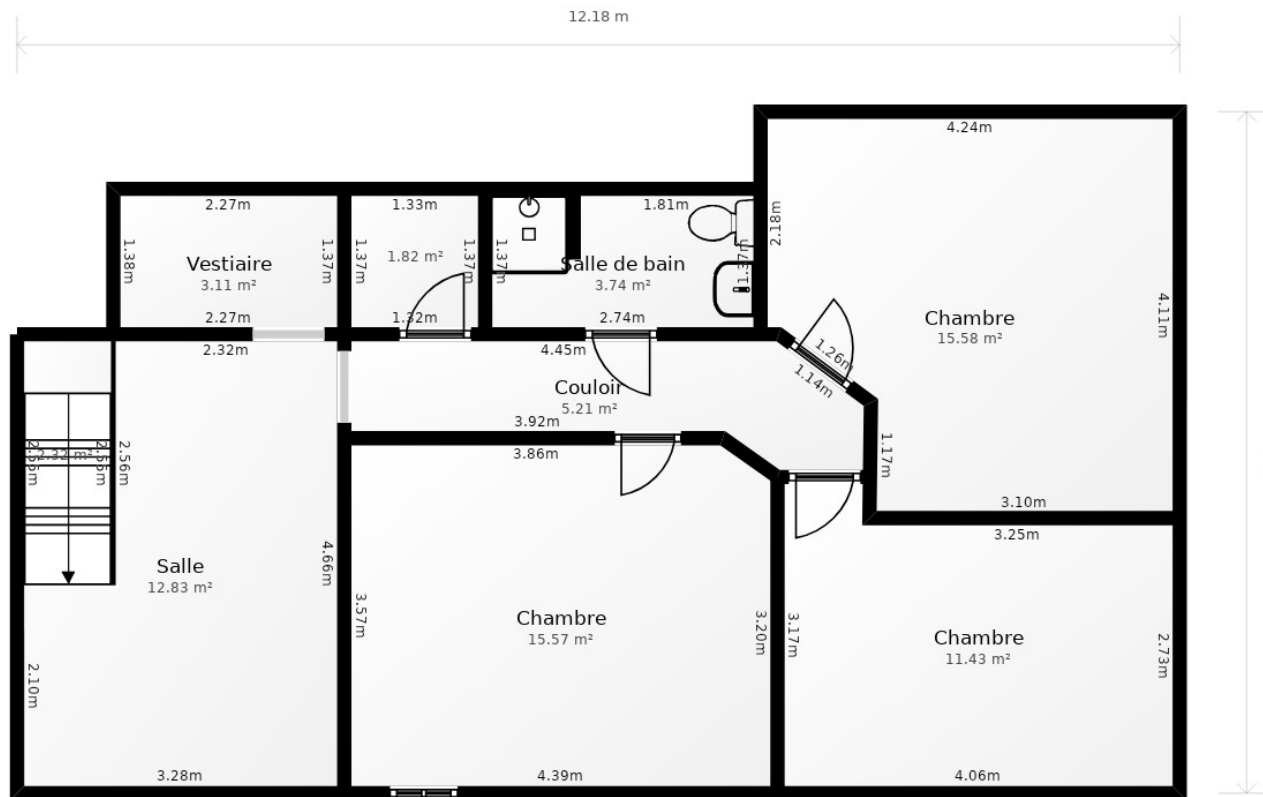 12.18 m
4.24m
2.27m
1.33m
1.81m
1.38m
1.37m
1.37m
1.37m
1.37m
1.37m
2.18m
Vestiaire
3.11 m²
1.82 m²
Salle de bain
3.74 m²
2.27m
1.32m
2.74m
Chambre
15.58 m²
4.11m
2.32m
4.45m
1.26m
1.14m
Couloir
5.21 m²
3.92m
3.86m
2.32 m²
2.56m
1.17m
3.10m
3.25m
4.66m
Salle
12.83 m²
3.57m
Chambre
15.57 m²
3.20m
3.17m
Chambre
11.43 m²
2.73m
2.10m
3.28m
4.39m
4.06m